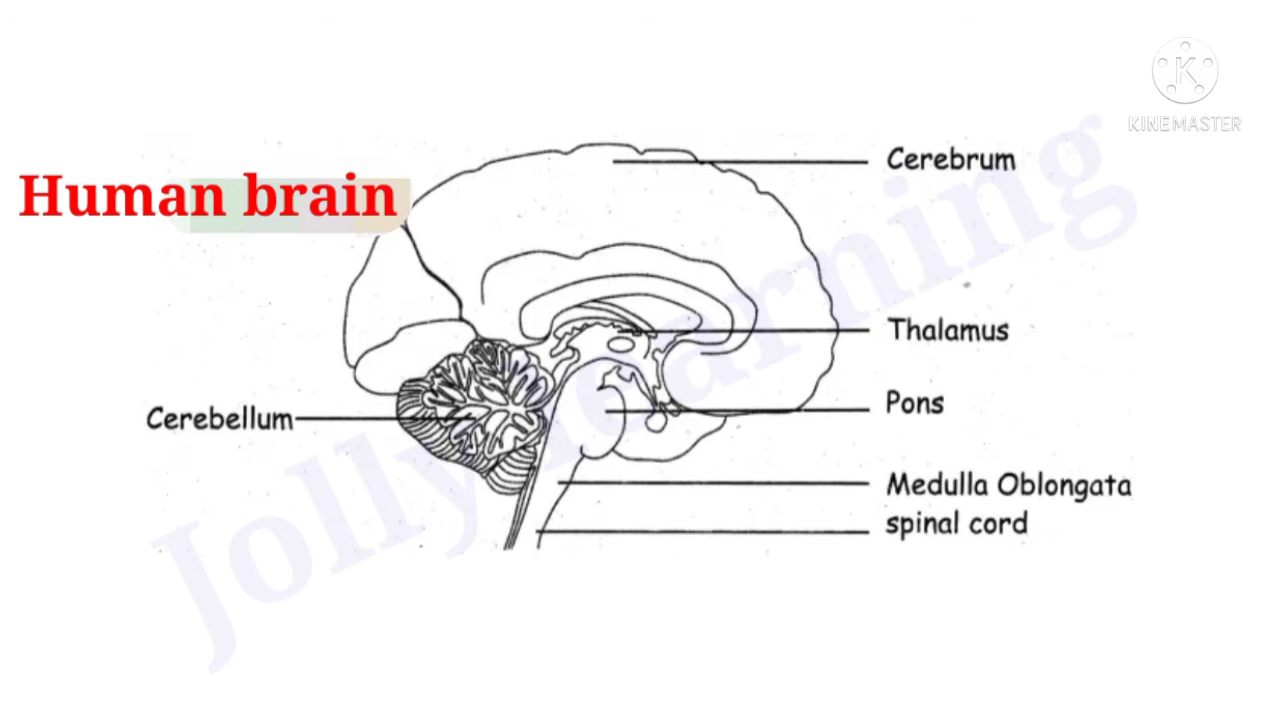 K
KINEMASTER
Cerebrum
Human brain
Thalamus
Pons
Cerebellum
Medulla Oblongata
spinal cord
Jolly learning